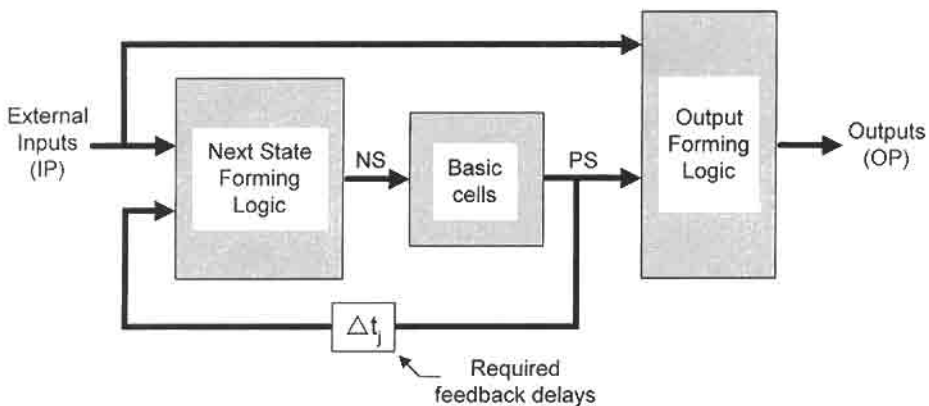 External
Inputs
(IP)
Next State
Forming
Logic
NS
Basic
cells
PS
Output
Forming
Logic
Outputs
(OP)
△tj
Required
feedback delays